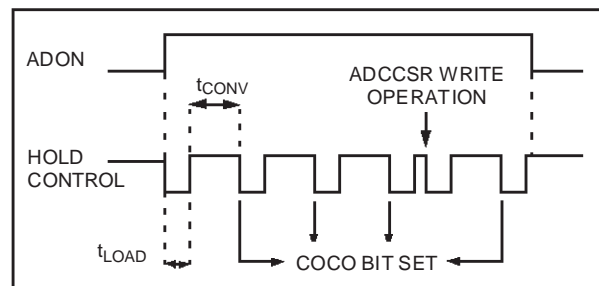 ADON
tCONV
ADCCSR WRITE
OPERATION
HOLD
CONTROL
tLOAD
COCO BIT SET